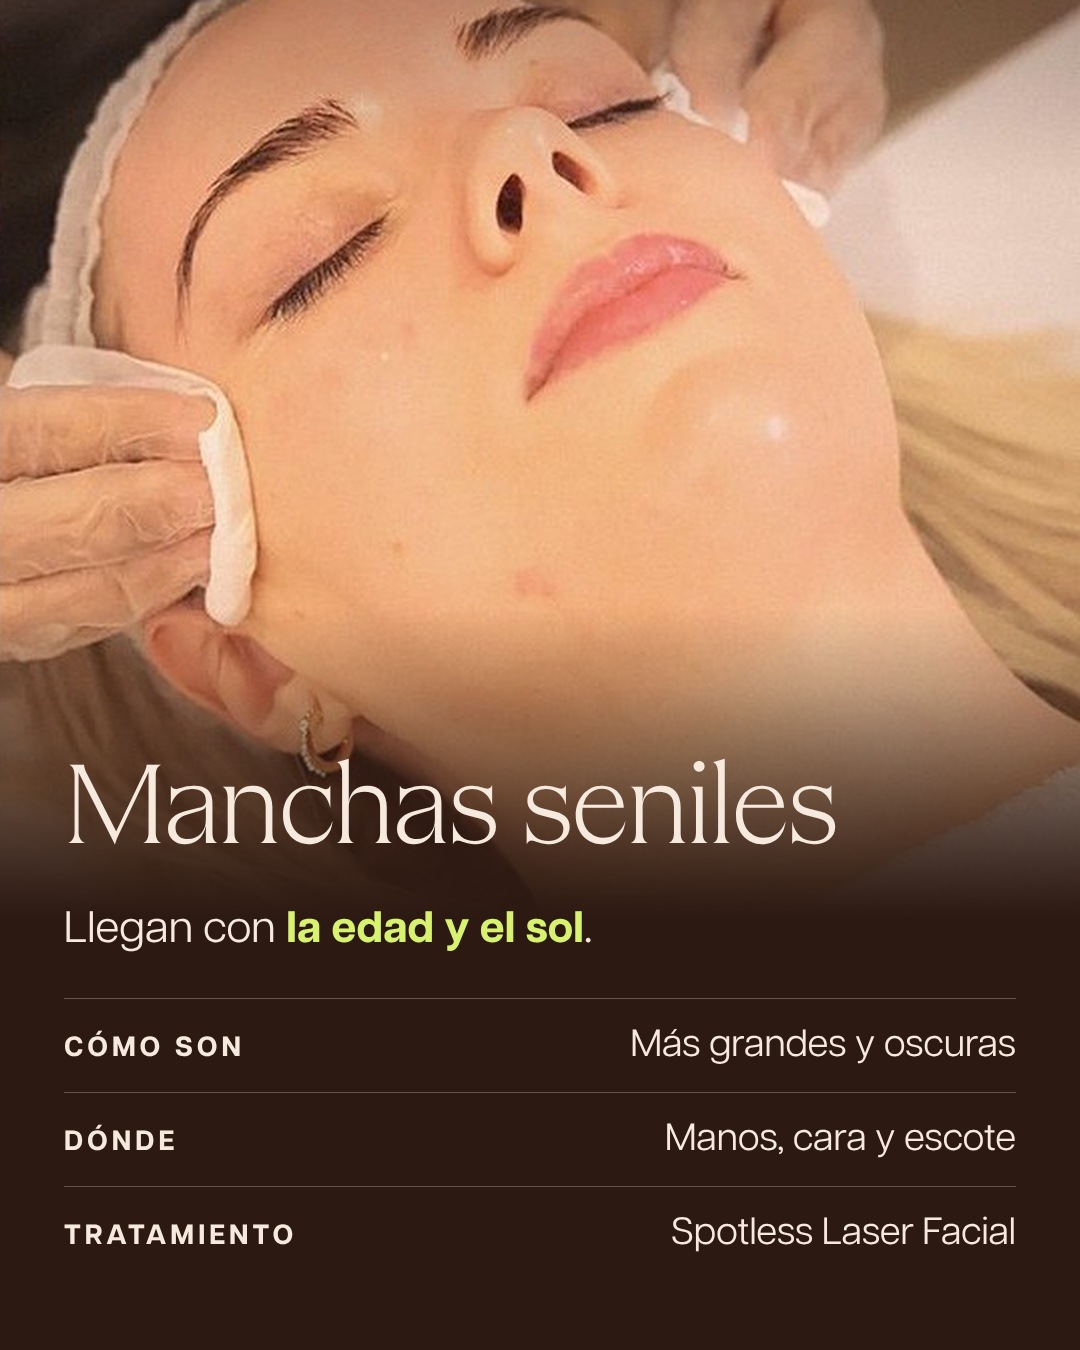 Manchas seniles
Llegan con la edad y el sol.
CÓMO SON Más grandes y oscuras
DÓNDE Manos, cara y escote
TRATAMIENTO Spotless Laser Facial